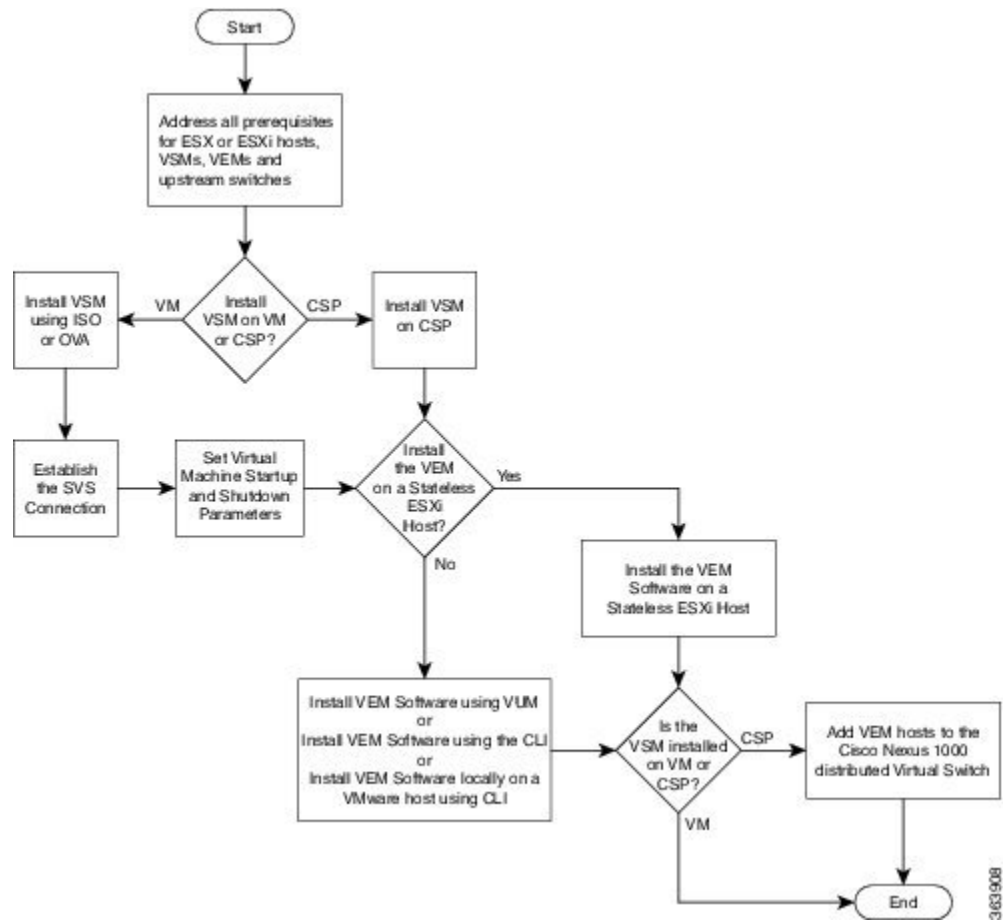 Start
Address all prerequisites
for ESX or ESXi hosts,
VSMs, VEMs and
upstream switches
Install VSM
using ISO
or OVA
VM
Install
VSM on VM
or CSP?
CSP
Install VSM
on CSP
Establish
the SVS
Connection
Set Virtual
Machine Startup
and Shutdown
Parameters
Install
the VEM
on a Stateless
ESXi
Host?
Yes
No
Install the VEM
Software on a
Stateless ESXi Host
Install VEM Software using VUM
or
Install VEM Software using the CLI
or
Install VEM Software locally on a
VMware host using CLI
Is the
VSM installed
on VM or
CSP?
CSP
Add VEM hosts to the
Cisco Nexus 1000
distributed Virtual Switch
VM
End
363908